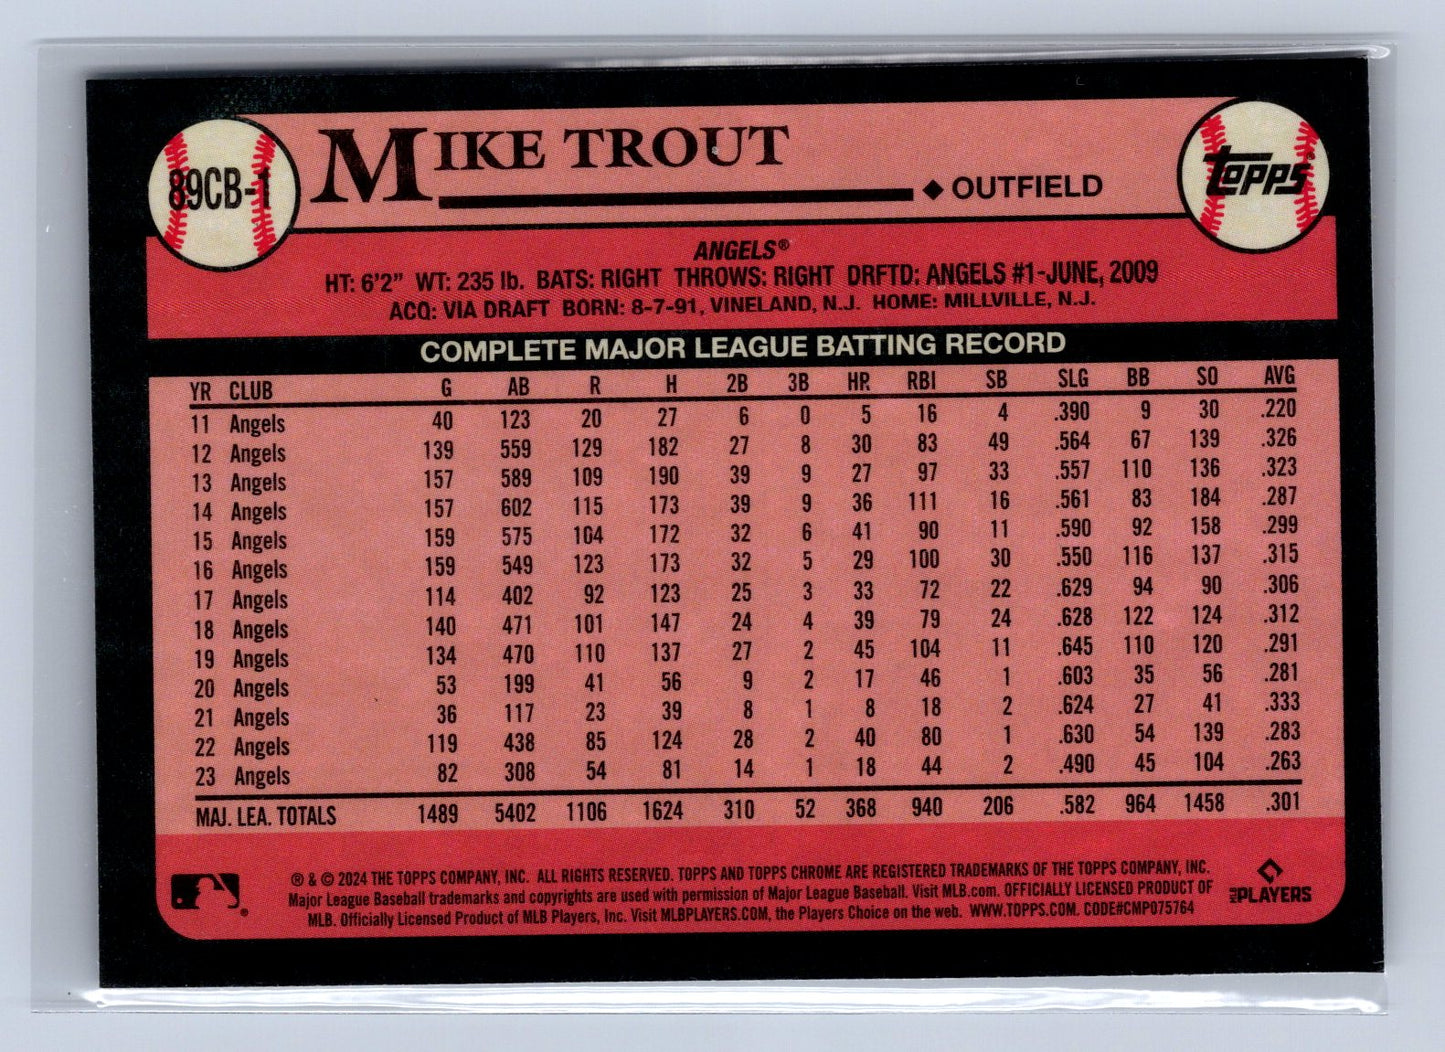 89CB-1
MIKE TROUT
◆ OUTFIELD
topps®
ANGELS®
HT: 6'2" WT: 235 lb. BATS: RIGHT THROWS: RIGHT DRFTD: ANGELS #1-JUNE, 2009
ACQ: VIA DRAFT BORN: 8-7-91, VINELAND, N.J. HOME: MILLVILLE, N.J.
COMPLETE MAJOR LEAGUE BATTING RECORD
YR CLUB G AB R H 2B 3B HR RBI SB SLG BB SO AVG
11 Angels 40 123 20 27 6 0 5 16 4 .390 9 30 .220
12 Angels 139 559 129 182 27 8 30 83 49 .564 67 139 .326
13 Angels 157 589 109 190 39 9 27 97 33 .557 110 136 .323
14 Angels 157 602 115 173 39 9 36 111 16 .561 83 184 .287
15 Angels 159 575 104 172 32 6 41 90 11 .590 92 158 .299
16 Angels 159 549 123 173 32 5 29 100 30 .550 116 137 .315
17 Angels 114 402 92 123 25 3 33 72 22 .629 94 90 .306
18 Angels 140 471 101 147 24 4 39 79 24 .628 122 124 .312
19 Angels 134 470 110 137 27 2 45 104 11 .645 110 120 .291
20 Angels 53 199 41 56 9 2 17 46 1 .603 35 56 .281
21 Angels 36 117 23 39 8 1 8 18 2 .624 27 41 .333
22 Angels 119 438 85 124 28 2 40 80 1 .630 54 139 .283
23 Angels 82 308 54 81 14 1 18 44 2 .490 45 104 .263
MAJ. LEA. TOTALS 1489 5402 1106 1624 310 52 368 940 206 .582 964 1458 .301
® & © 2024 THE TOPPS COMPANY, INC. ALL RIGHTS RESERVED. TOPPS AND TOPPS CHROME ARE REGISTERED TRADEMARKS OF THE TOPPS COMPANY, INC.
Major League Baseball trademarks and copyrights are used with permission of Major League Baseball. Visit MLB.com. OFFICIALLY LICENSED PRODUCT OF
MLB. Officially Licensed Product of MLB Players, Inc. Visit MLBPLAYERS.COM, the Players Choice on the web. WWW.TOPPS.COM. CODE#CMP075764
MLB PLAYERS